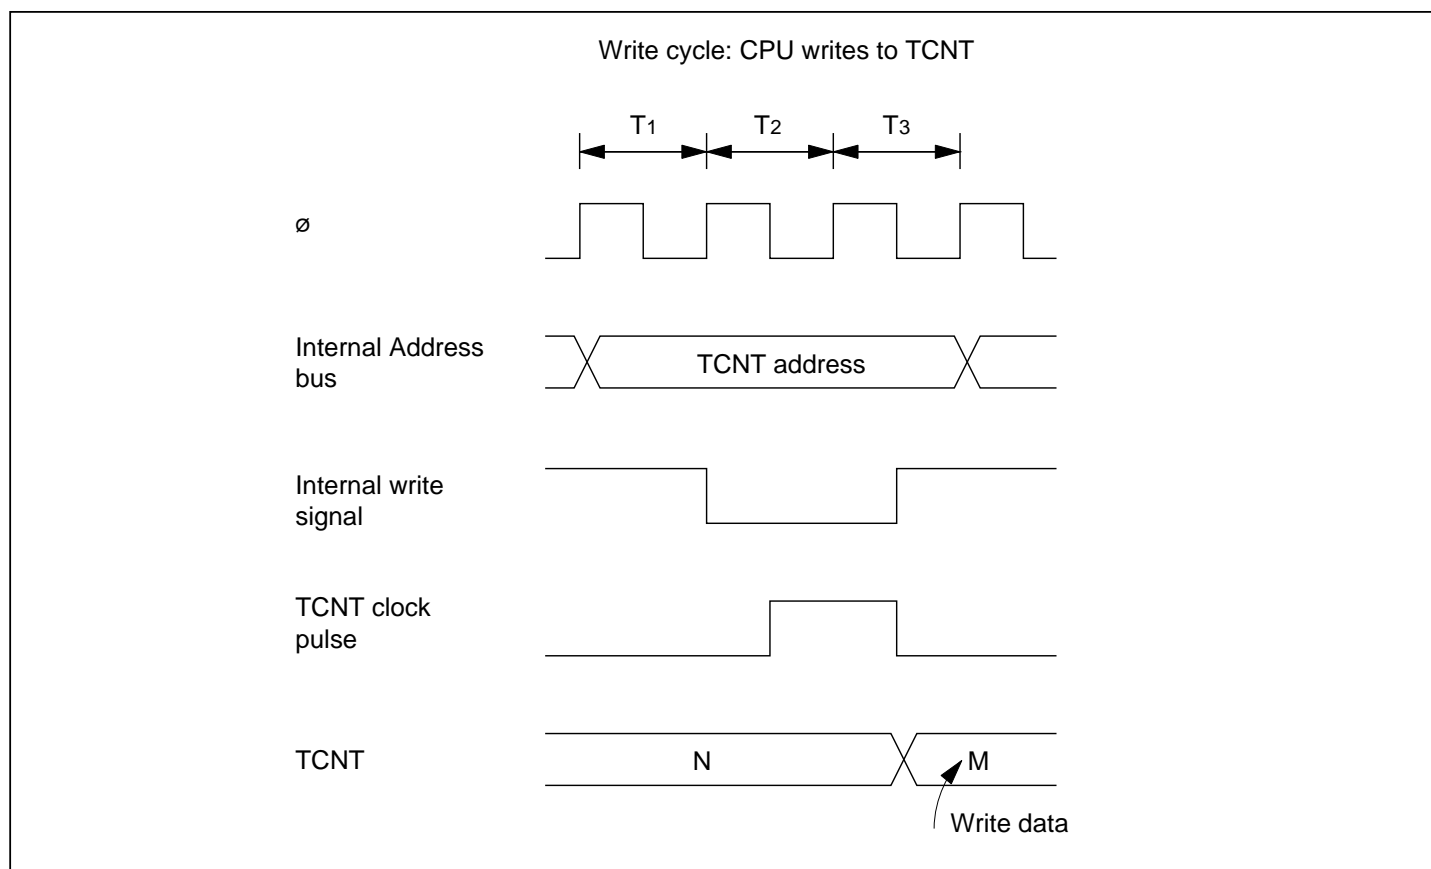 Write cycle: CPU writes to TCNT
T1 T2 T3
ø
Internal Address
bus
TCNT address
Internal write
signal
TCNT clock
pulse
TCNT
N
M
Write data